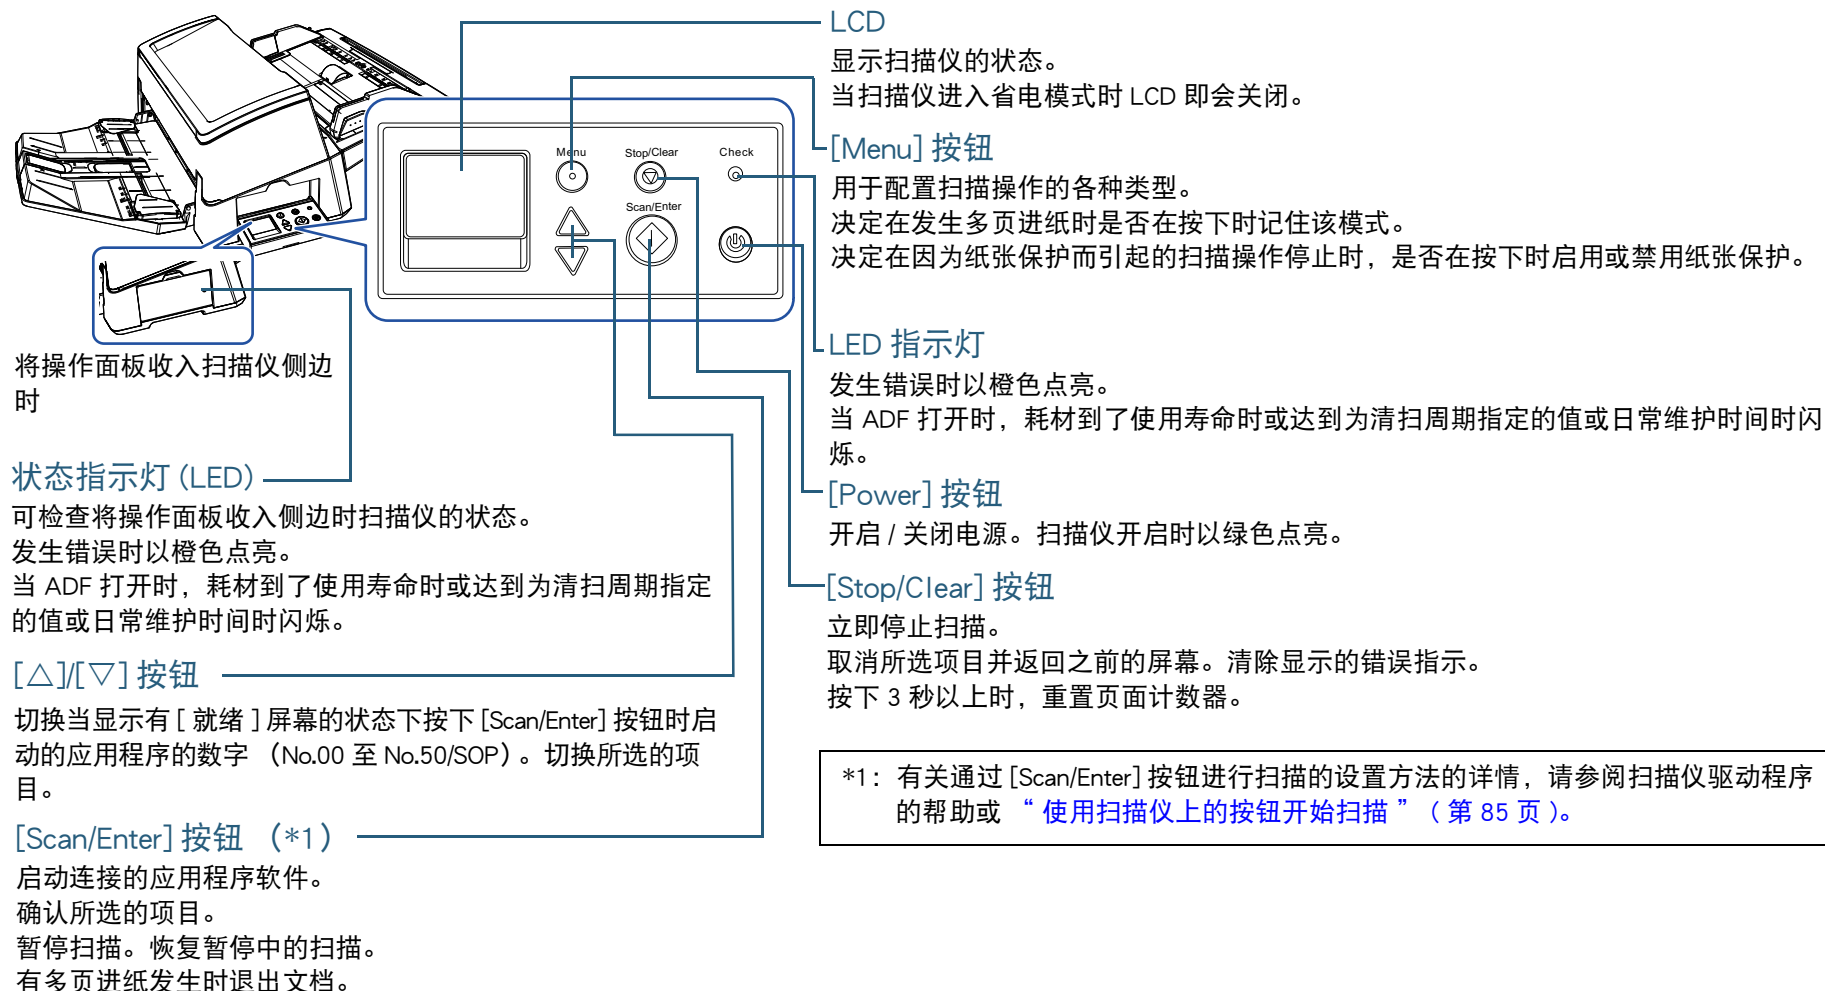 LCD
显示扫描仪的状态。
当扫描仪进入省电模式时 LCD 即会关闭。
[Menu] 按钮
用于配置扫描操作的各种类型。
决定在发生多页进纸时是否在按下时记住该模式。
决定在因为纸张保护而引起的扫描操作停止时，是否在按下时启用或禁用纸张保护。
Menu
Stop/Clear
Check
Scan/Enter
LED 指示灯
发生错误时以橙色点亮。
当 ADF 打开时，耗材到了使用寿命时或达到为清扫周期指定的值或日常维护时间时闪
烁。
[Power] 按钮
开启 / 关闭电源。扫描仪开启时以绿色点亮。
[Stop/Clear] 按钮
立即停止扫描。
取消所选项目并返回之前的屏幕。清除显示的错误指示。
按下 3 秒以上时，重置页面计数器。
*1：有关通过 [Scan/Enter] 按钮进行扫描的设置方法的详情，请参阅扫描仪驱动程序
的帮助或 “ 使用扫描仪上的按钮开始扫描 ” ( 第 85 页 )。
将操作面板收入扫描仪侧边
时
状态指示灯 (LED)
可检查将操作面板收入侧边时扫描仪的状态。
发生错误时以橙色点亮。
当 ADF 打开时，耗材到了使用寿命时或达到为清扫周期指定
的值或日常维护时间时闪烁。
[△]/[▽] 按钮
切换当显示有 [ 就绪 ] 屏幕的状态下按下 [Scan/Enter] 按钮时启
动的应用程序的数字 （No.00 至 No.50/SOP）。切换所选的项
目。
[Scan/Enter] 按钮 （*1）
启动连接的应用程序软件。
确认所选的项目。
暂停扫描。恢复暂停中的扫描。
有多页进纸发生时退出文档。